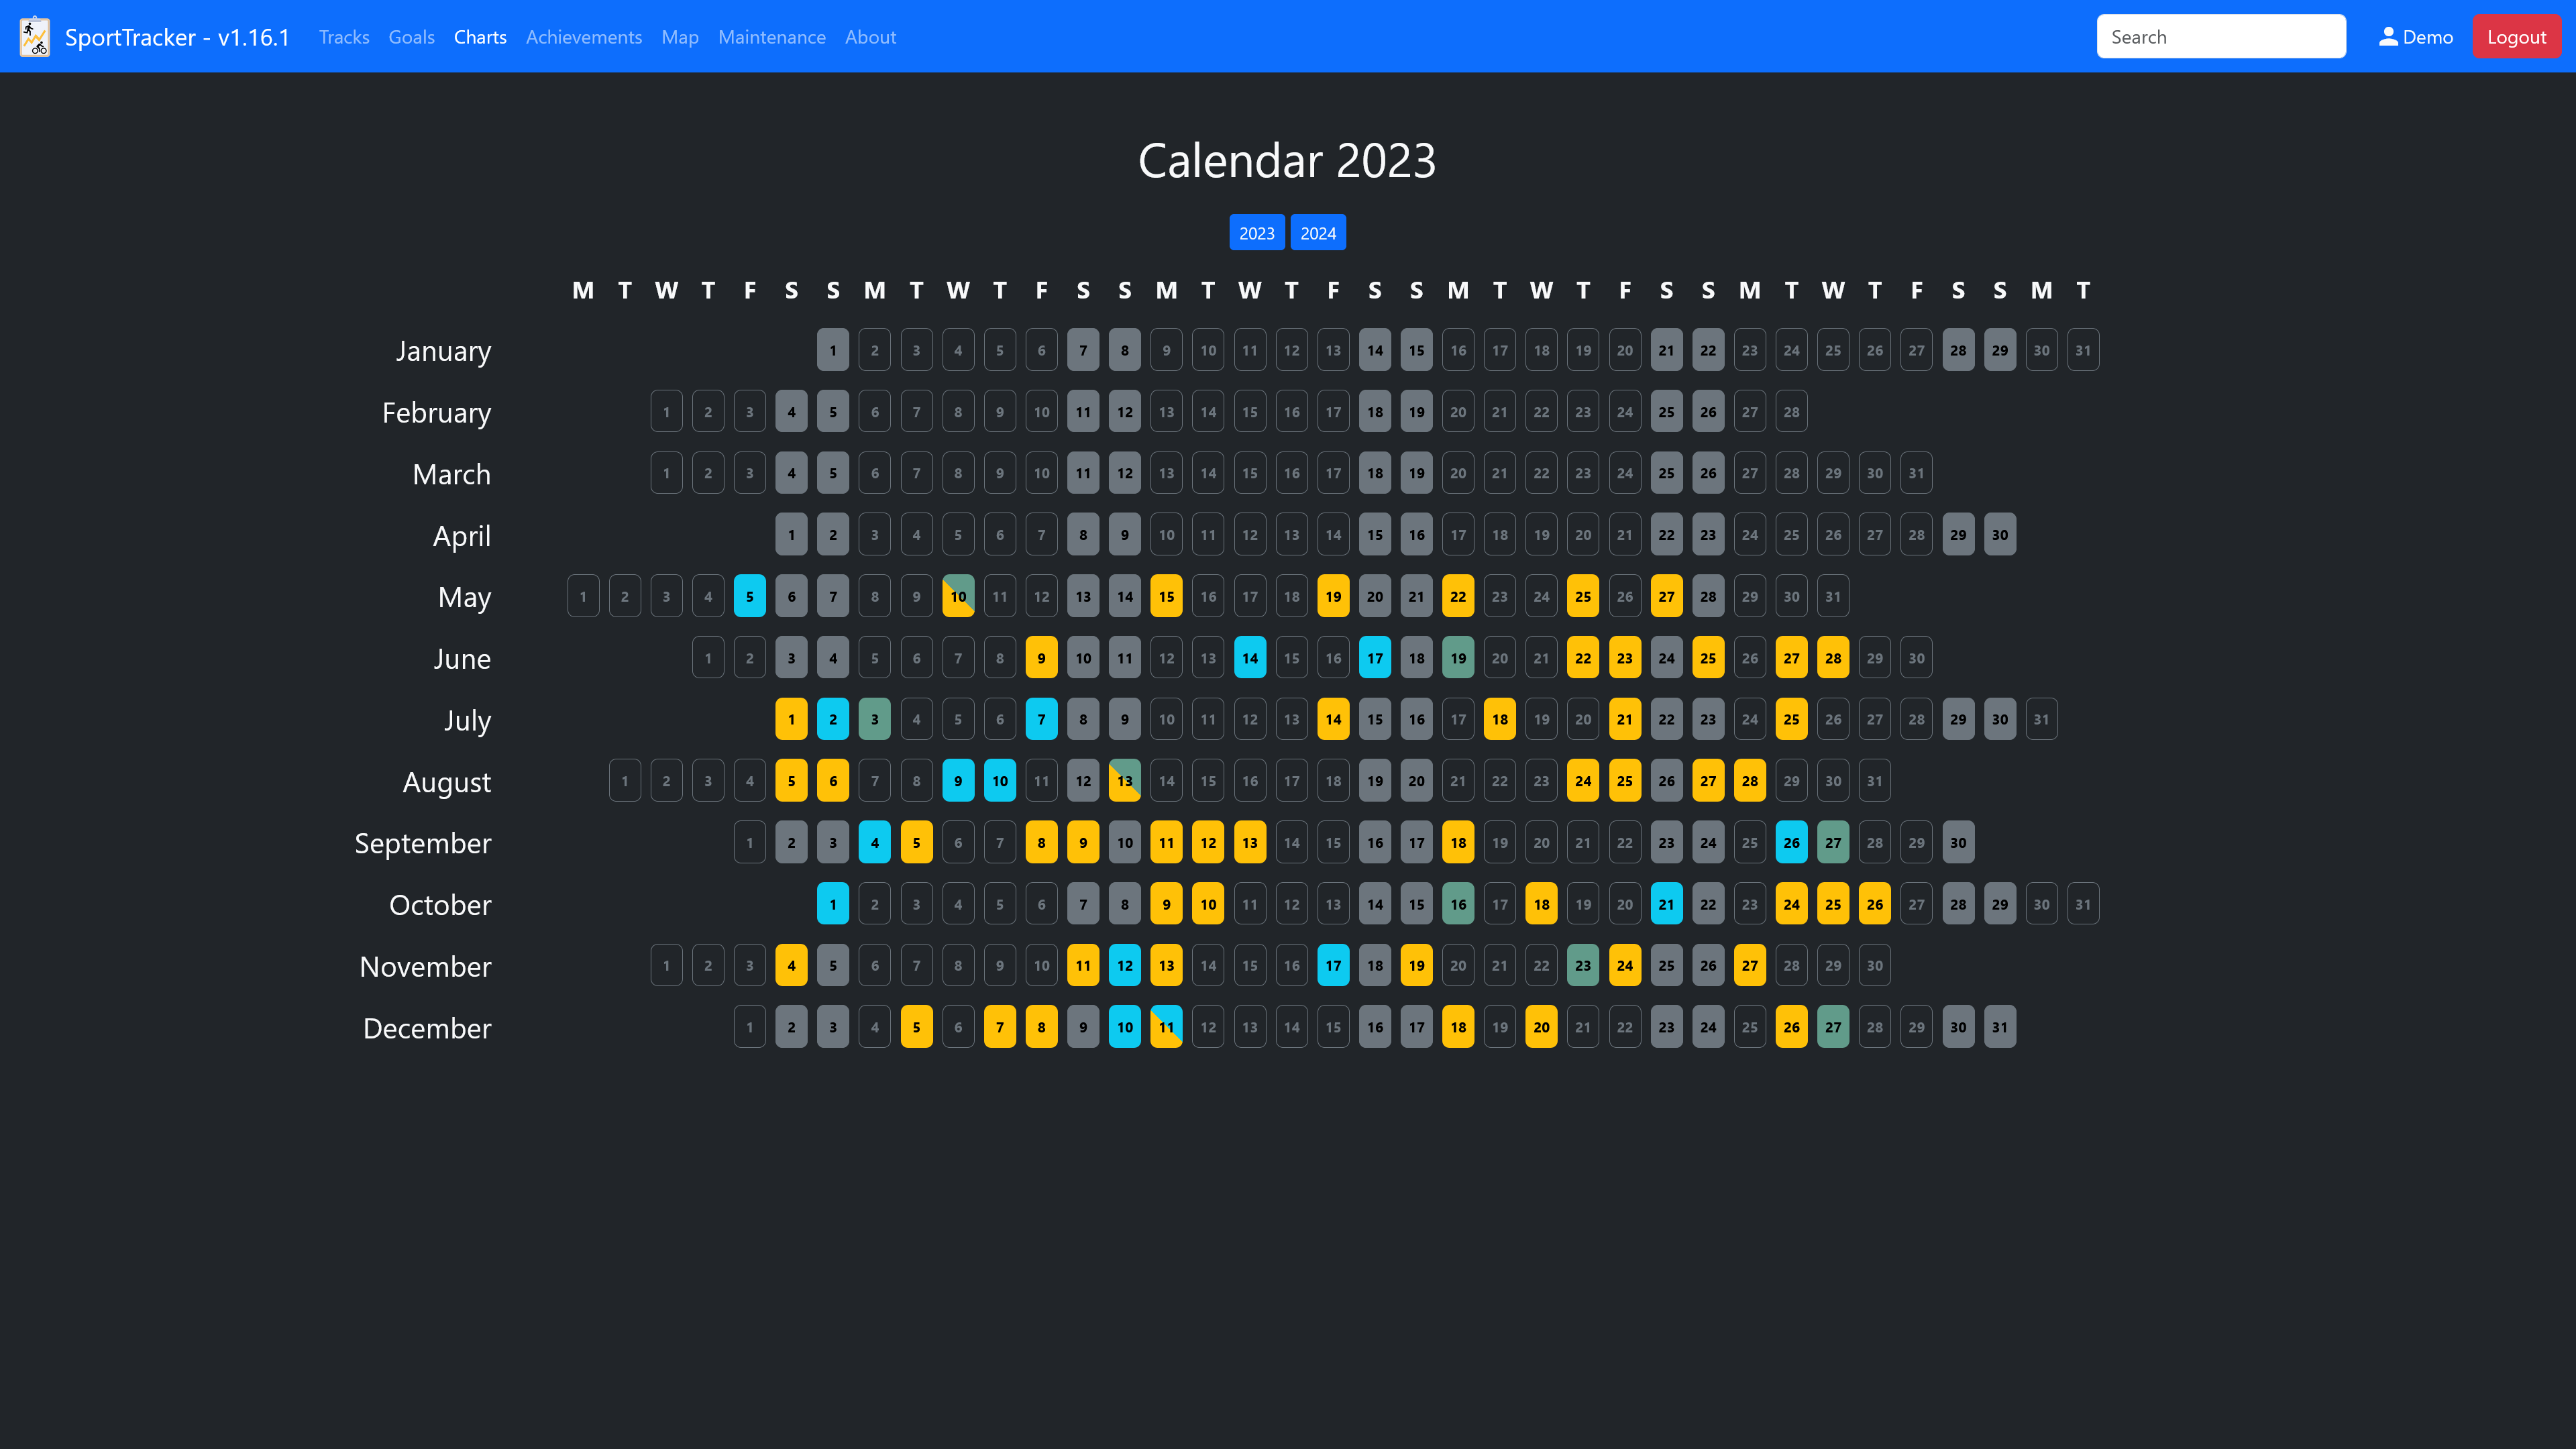 SportTracker - v1.16.1 Tracks Goals Charts Achievements Map Maintenance About Search Demo Logout
Calendar 2023
2023 2024
M T W T F S S M T W T F S S M T W T F S S M T W T F S S M T W T F S S M T
January 1 2 3 4 5 6 7 8 9 10 11 12 13 14 15 16 17 18 19 20 21 22 23 24 25 26 27 28 29 30 31
February 1 2 3 4 5 6 7 8 9 10 11 12 13 14 15 16 17 18 19 20 21 22 23 24 25 26 27 28
March 1 2 3 4 5 6 7 8 9 10 11 12 13 14 15 16 17 18 19 20 21 22 23 24 25 26 27 28 29 30 31
April 1 2 3 4 5 6 7 8 9 10 11 12 13 14 15 16 17 18 19 20 21 22 23 24 25 26 27 28 29 30
May 1 2 3 4 5 6 7 8 9 10 11 12 13 14 15 16 17 18 19 20 21 22 23 24 25 26 27 28 29 30 31
June 1 2 3 4 5 6 7 8 9 10 11 12 13 14 15 16 17 18 19 20 21 22 23 24 25 26 27 28 29 30
July 1 2 3 4 5 6 7 8 9 10 11 12 13 14 15 16 17 18 19 20 21 22 23 24 25 26 27 28 29 30 31
August 1 2 3 4 5 6 7 8 9 10 11 12 13 14 15 16 17 18 19 20 21 22 23 24 25 26 27 28 29 30 31
September 1 2 3 4 5 6 7 8 9 10 11 12 13 14 15 16 17 18 19 20 21 22 23 24 25 26 27 28 29 30
October 1 2 3 4 5 6 7 8 9 10 11 12 13 14 15 16 17 18 19 20 21 22 23 24 25 26 27 28 29 30 31
November 1 2 3 4 5 6 7 8 9 10 11 12 13 14 15 16 17 18 19 20 21 22 23 24 25 26 27 28 29 30
December 1 2 3 4 5 6 7 8 9 10 11 12 13 14 15 16 17 18 19 20 21 22 23 24 25 26 27 28 29 30 31